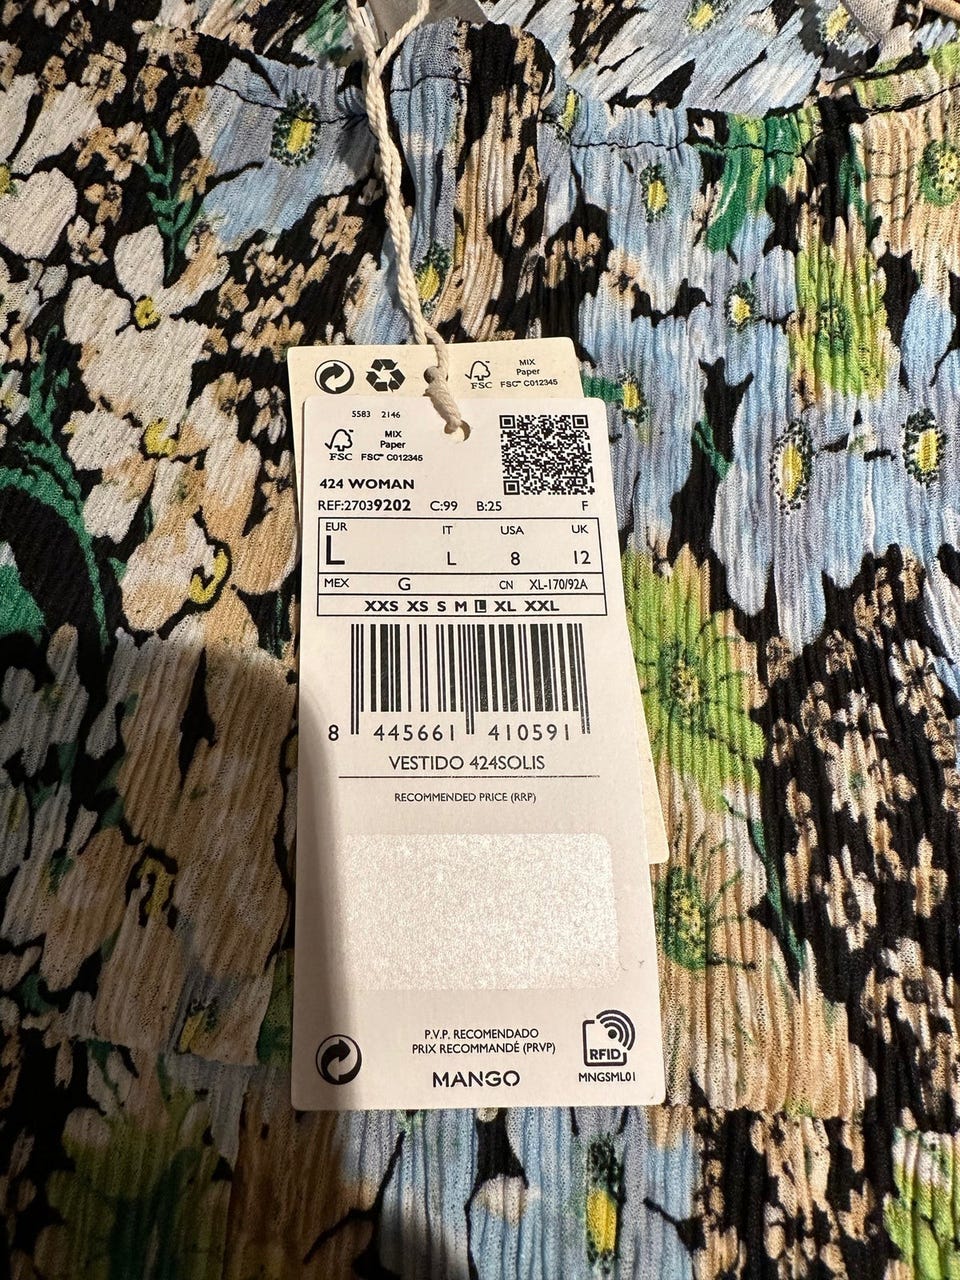 MIX
Paper
FSC FSC™ C012345
5583 2146
MIX
Paper
FSC FSC™ C012345
424 WOMAN
REF:27039202 C:99 B:25 F
EUR IT USA UK
L L 8 12
MEX G CN XL-170/92A
XXS XS S M L XL XXL
8 445661 410591
VESTIDO 424SOLIS
RECOMMENDED PRICE (RRP)
P.V.P. RECOMENDADO
PRIX RECOMMANDÉ (PRVP)
MANGO
RFID
MNGSML01